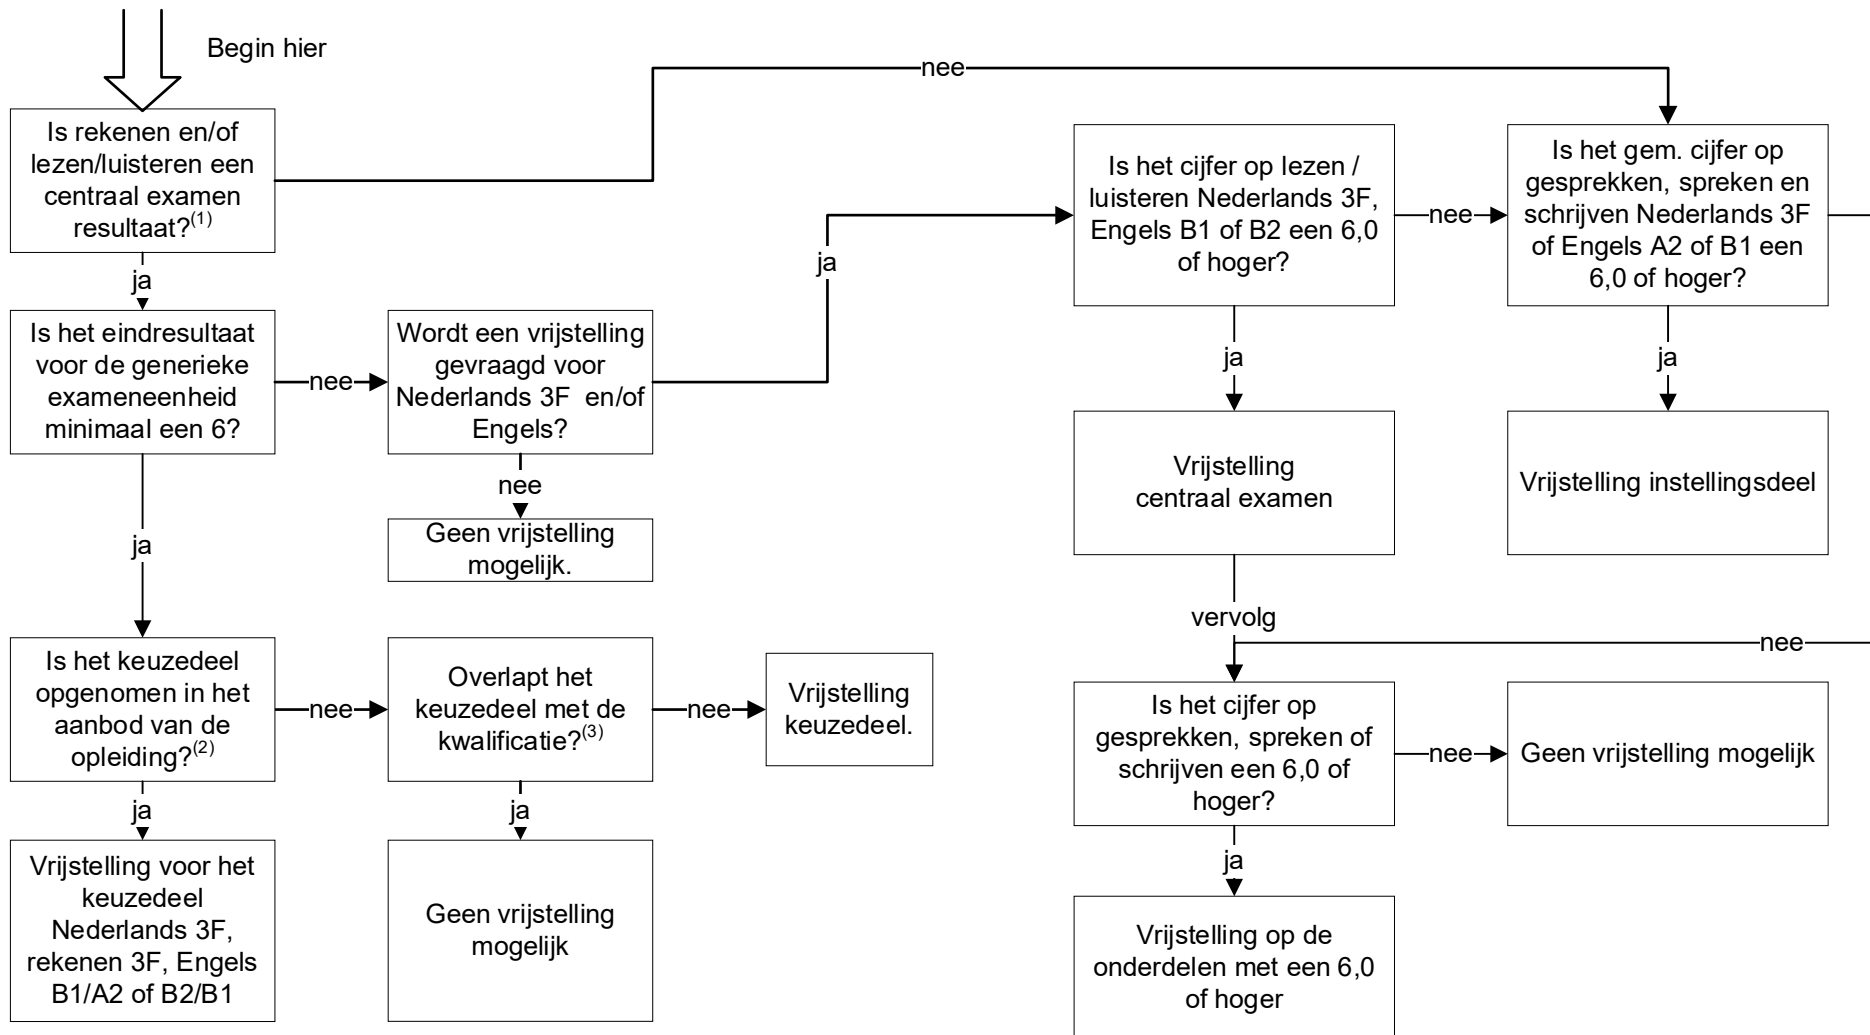 Begin hier
nee
Is rekenen en/of
lezen/luisteren een
centraal examen
resultaat?(1)
Is het cijfer op lezen /
luisteren Nederlands 3F,
Engels B1 of B2 een 6,0
of hoger?
nee
Is het gem. cijfer op
gesprekken, spreken en
schrijven Nederlands 3F
of Engels A2 of B1 een
6,0 of hoger?
ja
ja
Is het eindresultaat
voor de generieke
exameneenheid
minimaal een 6?
nee
Wordt een vrijstelling
gevraagd voor
Nederlands 3F en/of
Engels?
ja
ja
nee
Geen vrijstelling
mogelijk.
Vrijstelling
centraal examen
Vrijstelling instellingsdeel
ja
vervolg
nee
Is het keuzedeel
opgenomen in het
aanbod van de
opleiding?(2)
nee
Overlapt het
keuzedeel met de
kwalificatie?(3)
nee
Vrijstelling
keuzedeel.
Is het cijfer op
gesprekken, spreken of
schrijven een 6,0 of
hoger?
nee
Geen vrijstelling mogelijk
ja
ja
ja
Vrijstelling voor het
keuzedeel
Nederlands 3F,
rekenen 3F, Engels
B1/A2 of B2/B1
Geen vrijstelling
mogelijk
Vrijstelling op de
onderdelen met een 6,0
of hoger